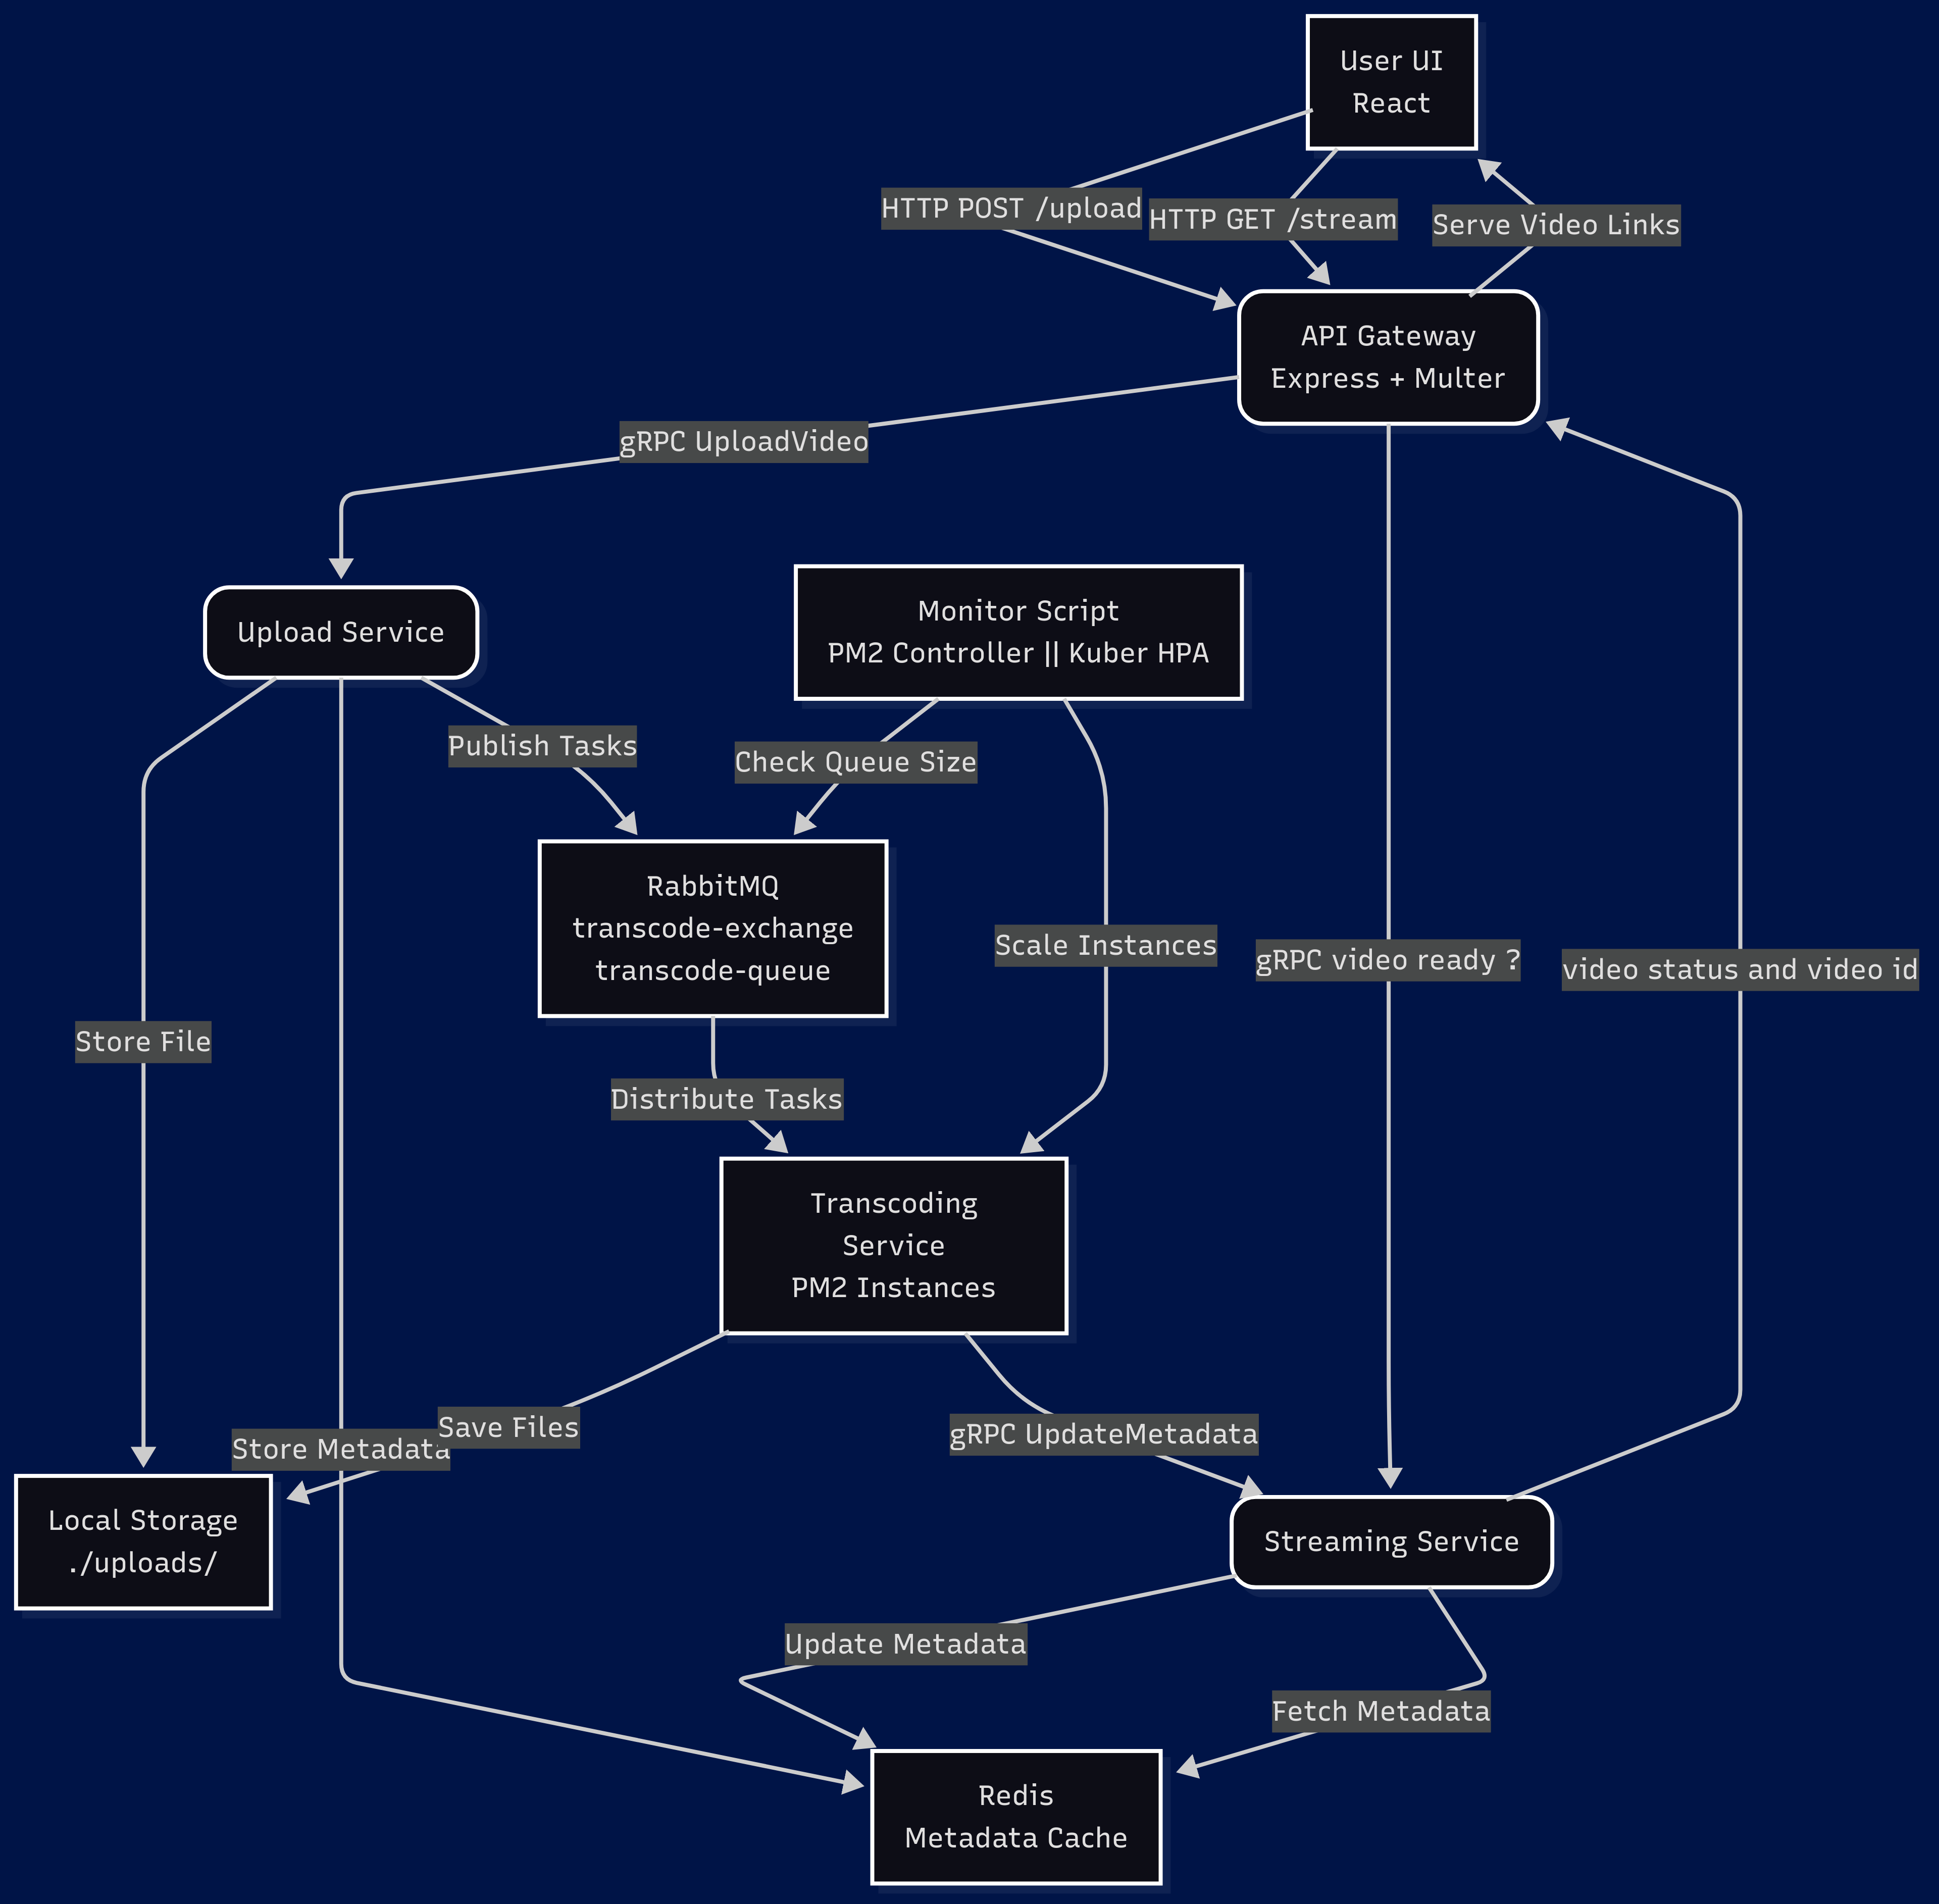 User UI
React
HTTP POST /upload
HTTP GET /stream
Serve Video Links
API Gateway
Express + Multer
gRPC UploadVideo
Upload Service
Monitor Script
PM2 Controller || Kuber HPA
Publish Tasks
Check Queue Size
RabbitMQ
transcode-exchange
transcode-queue
Scale Instances
gRPC video ready ?
video status and video id
Store File
Distribute Tasks
Transcoding
Service
PM2 Instances
Save Files
Store Metadata
gRPC UpdateMetadata
Local Storage
./uploads/
Streaming Service
Update Metadata
Fetch Metadata
Redis
Metadata Cache